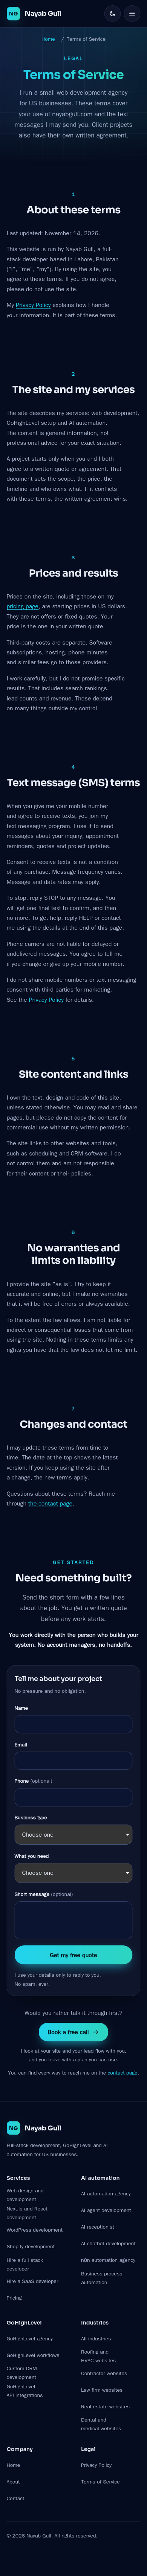 NG Nayab Gull
Home / Terms of Service
LEGAL
Terms of Service
I run a small web development agency
for US businesses. These terms cover
your use of nayabgull.com and the text
messages I may send you. Client projects
also have their own written agreement.
1
About these terms
Last updated: November 14, 2026.
This website is run by Nayab Gull, a full-
stack developer based in Lahore, Pakistan
("I", "me", "my"). By using the site, you
agree to these terms. If you do not agree,
please do not use the site.
My Privacy Policy explains how I handle
your information. It is part of these terms.
2
The site and my services
The site describes my services: web development,
GoHighLevel setup and AI automation.
Content is general information, not
professional advice for your exact situation.
A project starts only when you and I both
agree to a written quote or agreement. That
document sets the scope, the price, the
timeline and who owns what. If it conflicts
with these terms, the written agreement wins.
3
Prices and results
Prices on the site, including those on my
pricing page, are starting prices in US dollars.
They are not offers or fixed quotes. Your
price is the one in your written quote.
Third-party costs are separate. Software
subscriptions, hosting, phone minutes
and similar fees go to those providers.
I work carefully, but I do not promise specific
results. That includes search rankings,
lead counts and revenue. Those depend
on many things outside my control.
4
Text message (SMS) terms
When you give me your mobile number
and agree to receive texts, you join my
text messaging program. I use it to send
messages about your inquiry, appointment
reminders, quotes and project updates.
Consent to receive texts is not a condition
of any purchase. Message frequency varies.
Message and data rates may apply.
To stop, reply STOP to any message. You
will get one final text to confirm, and then
no more. To get help, reply HELP or contact
me using the details at the end of this page.
Phone carriers are not liable for delayed or
undelivered messages. You agree to tell me
if you change or give up your mobile number.
I do not share mobile numbers or text messaging
consent with third parties for marketing.
See the Privacy Policy for details.
5
Site content and links
I own the text, design and code of this site,
unless stated otherwise. You may read and share
pages, but please do not copy the content for
commercial use without my written permission.
The site links to other websites and tools,
such as scheduling and CRM software. I do
not control them and am not responsible
for their content or their policies.
6
No warranties and
limits on liability
I provide the site "as is". I try to keep it
accurate and online, but I make no warranties
that it will be free of errors or always available.
To the extent the law allows, I am not liable for
indirect or consequential losses that come from
using the site. Nothing in these terms limits any
rights you have that the law does not let me limit.
7
Changes and contact
I may update these terms from time to
time. The date at the top shows the latest
version. If you keep using the site after
a change, the new terms apply.
Questions about these terms? Reach me
through the contact page.
GET STARTED
Need something built?
Send the short form with a few lines
about the job. You get a written quote
before any work starts.
You work directly with the person who builds your
system. No account managers, no handoffs.
Tell me about your project
No pressure and no obligation.
Name
Email
Phone (optional)
Business type
Choose one
What you need
Choose one
Short message (optional)
Get my free quote
I use your details only to reply to you.
No spam, ever.
Would you rather talk it through first?
Book a free call →
I look at your site and your lead flow with you,
and you leave with a plan you can use.
You can find every way to reach me on the contact page.
NG Nayab Gull
Full-stack development, GoHighLevel and AI
automation for US businesses.
Services
Web design and
development
Next.js and React
development
WordPress development
Shopify development
Hire a full stack
developer
Hire a SaaS developer
Pricing
AI automation
AI automation agency
AI agent development
AI receptionist
AI chatbot development
n8n automation agency
Business process
automation
GoHighLevel
GoHighLevel agency
GoHighLevel workflows
Custom CRM
development
GoHighLevel
API integrations
Industries
All industries
Roofing and
HVAC websites
Contractor websites
Law firm websites
Real estate websites
Dental and
medical websites
Company
Home
About
Contact
Legal
Privacy Policy
Terms of Service
© 2026 Nayab Gull. All rights reserved.